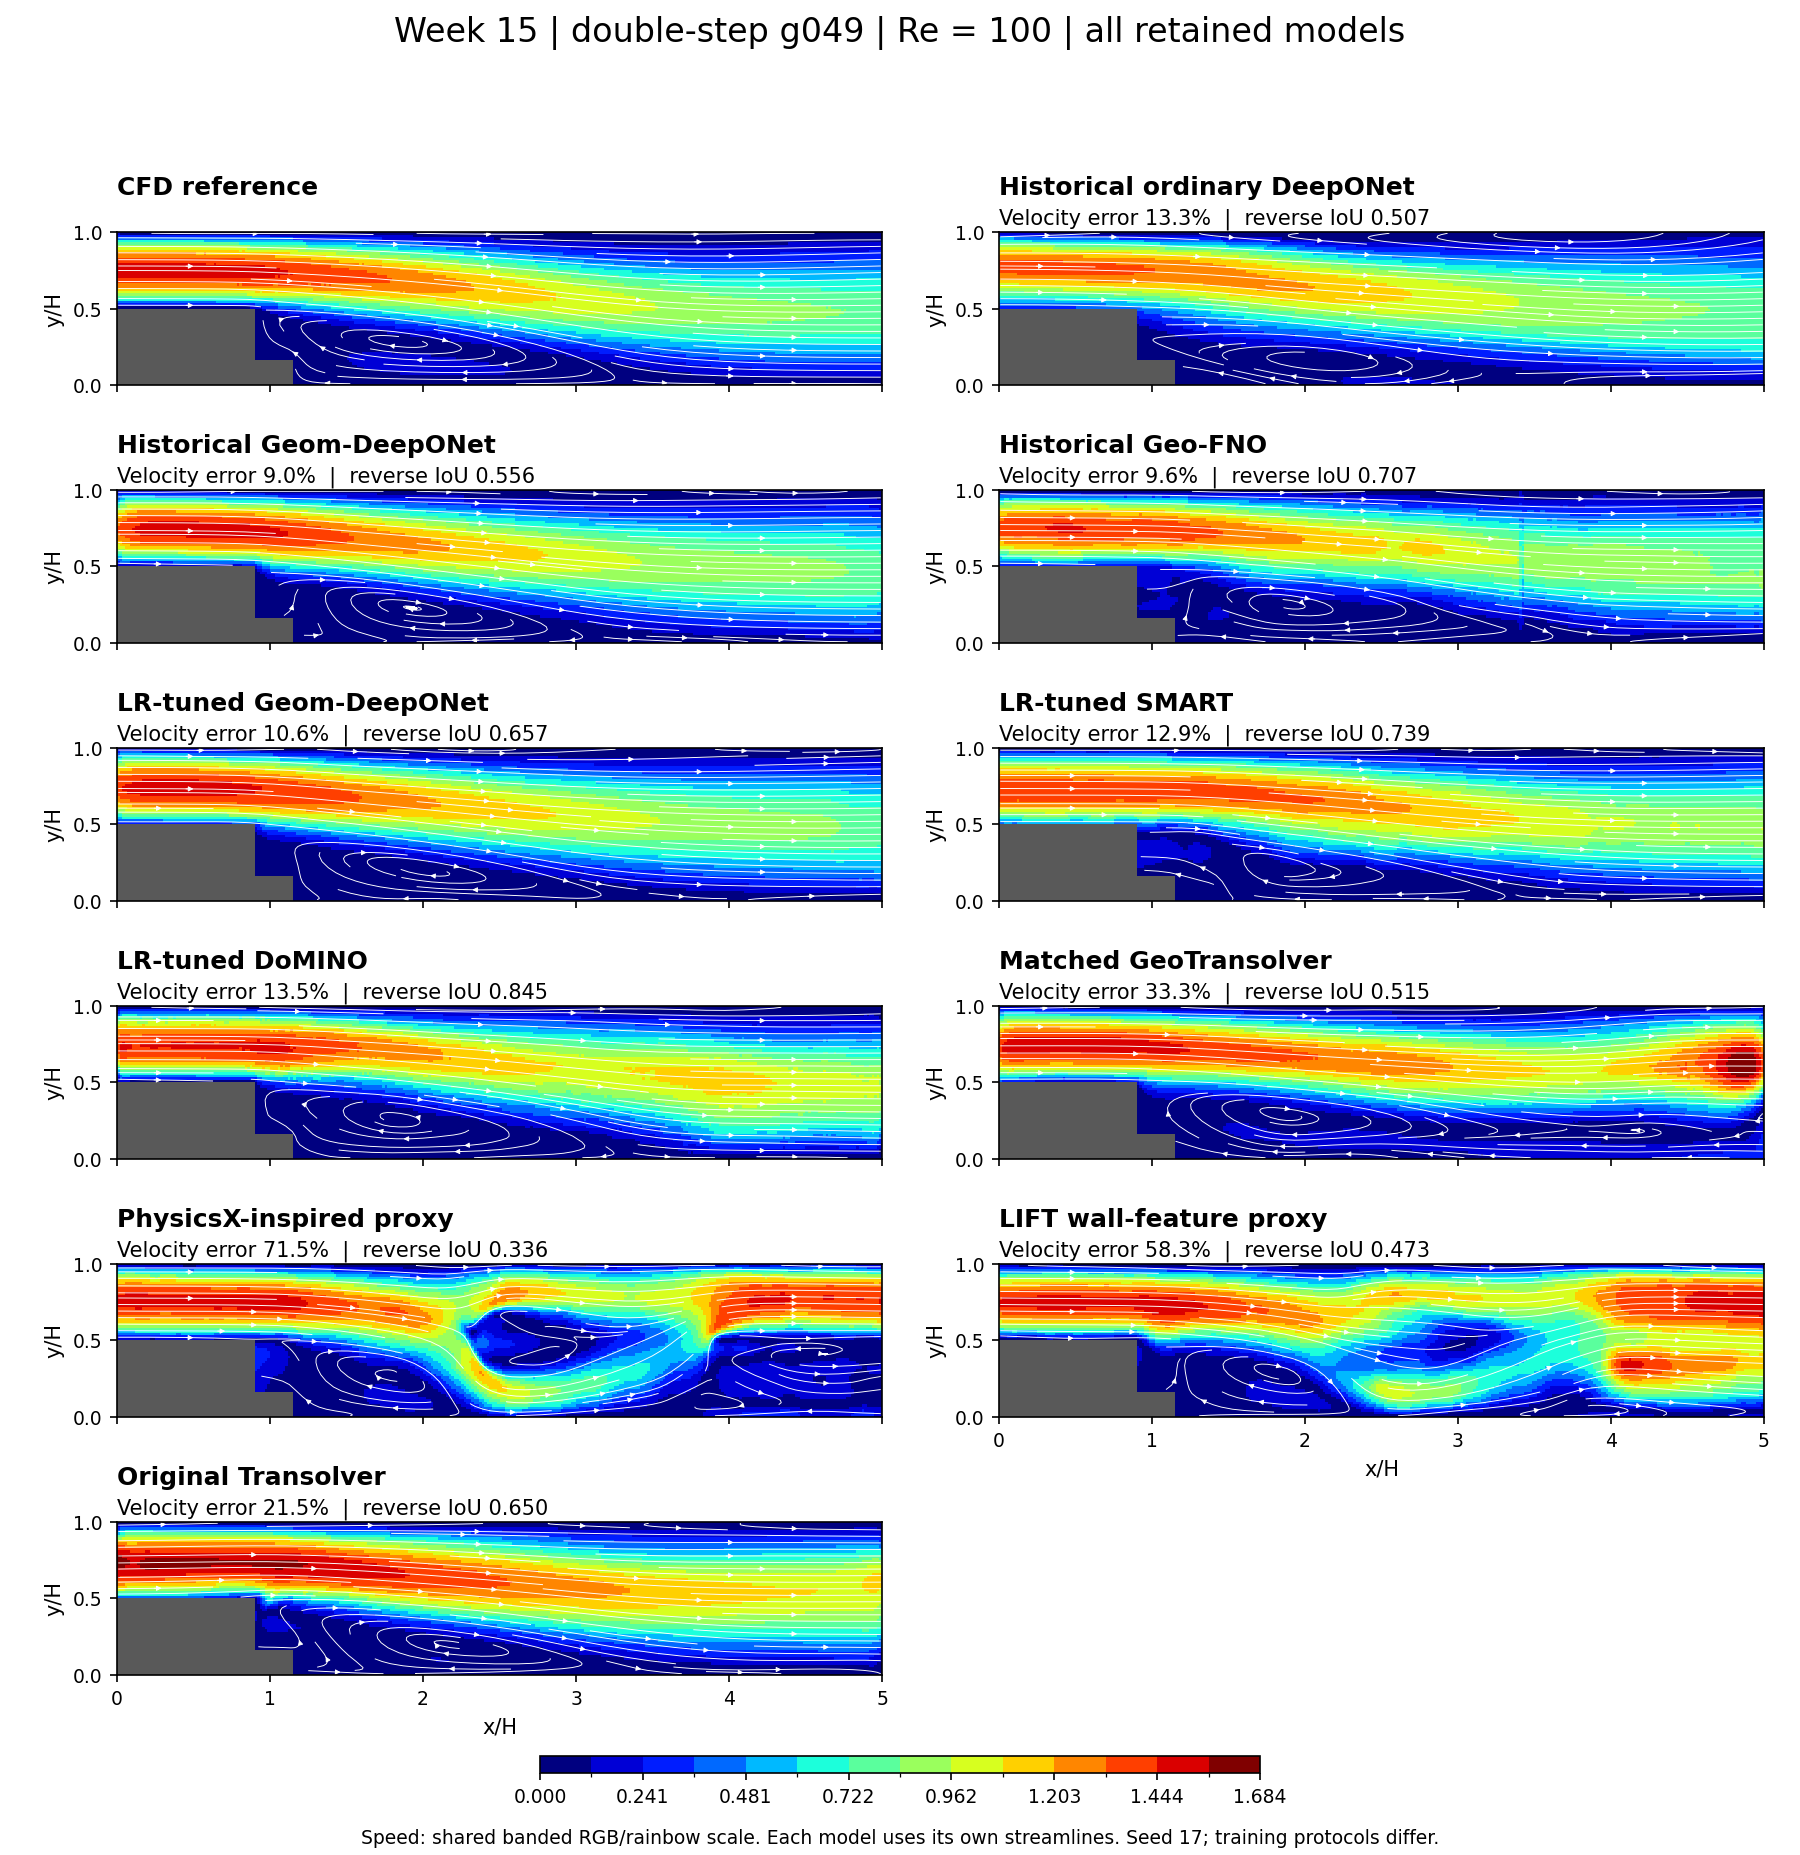 Week 15 | double-step g049 | Re = 100 | all retained models
CFD reference
1.0
0.5
0.0
y/H
Historical ordinary DeepONet
Velocity error 13.3% | reverse IoU 0.507
1.0
0.5
0.0
y/H
Historical Geom-DeepONet
Velocity error 9.0% | reverse IoU 0.556
1.0
0.5
0.0
y/H
Historical Geo-FNO
Velocity error 9.6% | reverse IoU 0.707
1.0
0.5
0.0
y/H
LR-tuned Geom-DeepONet
Velocity error 10.6% | reverse IoU 0.657
1.0
0.5
0.0
y/H
LR-tuned SMART
Velocity error 12.9% | reverse IoU 0.739
1.0
0.5
0.0
y/H
LR-tuned DoMINO
Velocity error 13.5% | reverse IoU 0.845
1.0
0.5
0.0
y/H
Matched GeoTransolver
Velocity error 33.3% | reverse IoU 0.515
1.0
0.5
0.0
y/H
PhysicsX-inspired proxy
Velocity error 71.5% | reverse IoU 0.336
1.0
0.5
0.0
y/H
LIFT wall-feature proxy
Velocity error 58.3% | reverse IoU 0.473
1.0
0.5
0.0
y/H
0 1 2 3 4 5
x/H
Original Transolver
Velocity error 21.5% | reverse IoU 0.650
1.0
0.5
0.0
y/H
0 1 2 3 4 5
x/H
0.000 0.241 0.481 0.722 0.962 1.203 1.444 1.684
Speed: shared banded RGB/rainbow scale. Each model uses its own streamlines. Seed 17; training protocols differ.